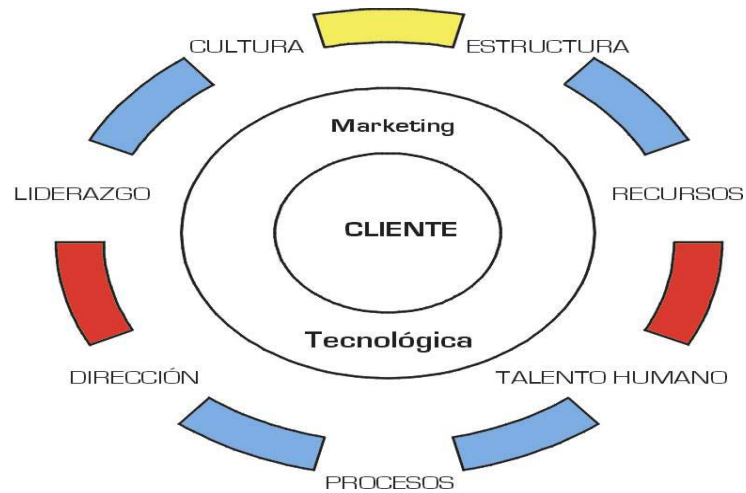 CULTURA
ESTRUCTURA
Marketing
LIDERAZGO
RECURSOS
CLIENTE
Tecnológica
DIRECCIÓN
TALENTO HUMANO
PROCESOS